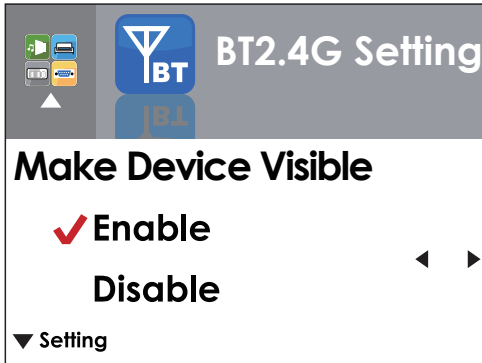 BT
BT2.4G Setting
Make Device Visible
Enable
Disable
Setting